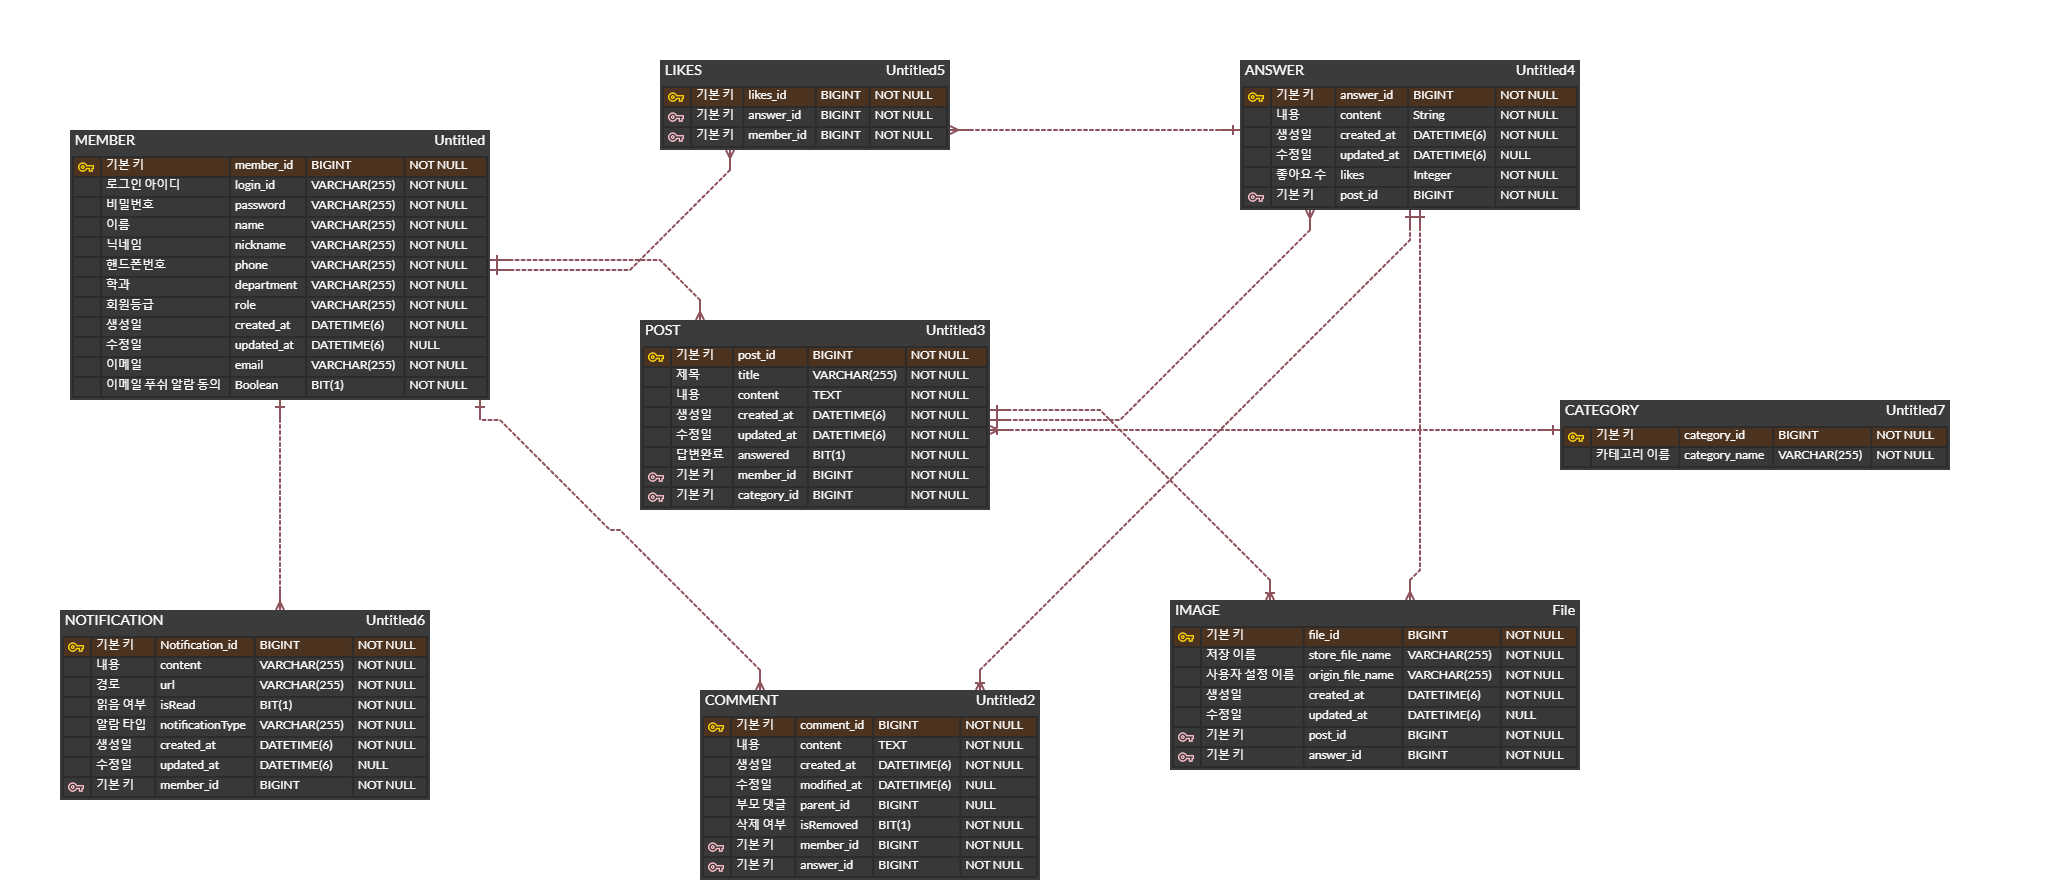 LIKES Untitled5
기본 키 likes_id BIGINT NOT NULL
기본 키 answer_id BIGINT NOT NULL
기본 키 member_id BIGINT NOT NULL
ANSWER Untitled4
기본 키 answer_id BIGINT NOT NULL
내용 content String NOT NULL
생성일 created_at DATETIME(6) NOT NULL
수정일 updated_at DATETIME(6) NULL
좋아요 수 likes Integer NOT NULL
기본 키 post_id BIGINT NOT NULL
MEMBER Untitled
기본 키 member_id BIGINT NOT NULL
로그인 아이디 login_id VARCHAR(255) NOT NULL
비밀번호 password VARCHAR(255) NOT NULL
이름 name VARCHAR(255) NOT NULL
닉네임 nickname VARCHAR(255) NOT NULL
핸드폰번호 phone VARCHAR(255) NOT NULL
학과 department VARCHAR(255) NOT NULL
회원등급 role VARCHAR(255) NOT NULL
생성일 created_at DATETIME(6) NOT NULL
수정일 updated_at DATETIME(6) NULL
이메일 email VARCHAR(255) NOT NULL
이메일 푸쉬 알람 동의 Boolean BIT(1) NOT NULL
POST Untitled3
기본 키 post_id BIGINT NOT NULL
제목 title VARCHAR(255) NOT NULL
내용 content TEXT NOT NULL
생성일 created_at DATETIME(6) NOT NULL
수정일 updated_at DATETIME(6) NOT NULL
답변완료 answered BIT(1) NOT NULL
기본 키 member_id BIGINT NOT NULL
기본 키 category_id BIGINT NOT NULL
CATEGORY Untitled7
기본 키 category_id BIGINT NOT NULL
카테고리 이름 category_name VARCHAR(255) NOT NULL
NOTIFICATION Untitled6
기본 키 Notification_id BIGINT NOT NULL
내용 content VARCHAR(255) NOT NULL
경로 url VARCHAR(255) NOT NULL
읽음 여부 isRead BIT(1) NOT NULL
알람 타입 notificationType VARCHAR(255) NOT NULL
생성일 created_at DATETIME(6) NOT NULL
수정일 updated_at DATETIME(6) NULL
기본 키 member_id BIGINT NOT NULL
COMMENT Untitled2
기본 키 comment_id BIGINT NOT NULL
내용 content TEXT NOT NULL
생성일 created_at DATETIME(6) NOT NULL
수정일 modified_at DATETIME(6) NULL
부모 댓글 parent_id BIGINT NULL
삭제 여부 isRemoved BIT(1) NOT NULL
기본 키 member_id BIGINT NOT NULL
기본 키 answer_id BIGINT NOT NULL
IMAGE File
기본 키 file_id BIGINT NOT NULL
저장 이름 store_file_name VARCHAR(255) NOT NULL
사용자 설정 이름 origin_file_name VARCHAR(255) NOT NULL
생성일 created_at DATETIME(6) NOT NULL
수정일 updated_at DATETIME(6) NULL
기본 키 post_id BIGINT NOT NULL
기본 키 answer_id BIGINT NOT NULL